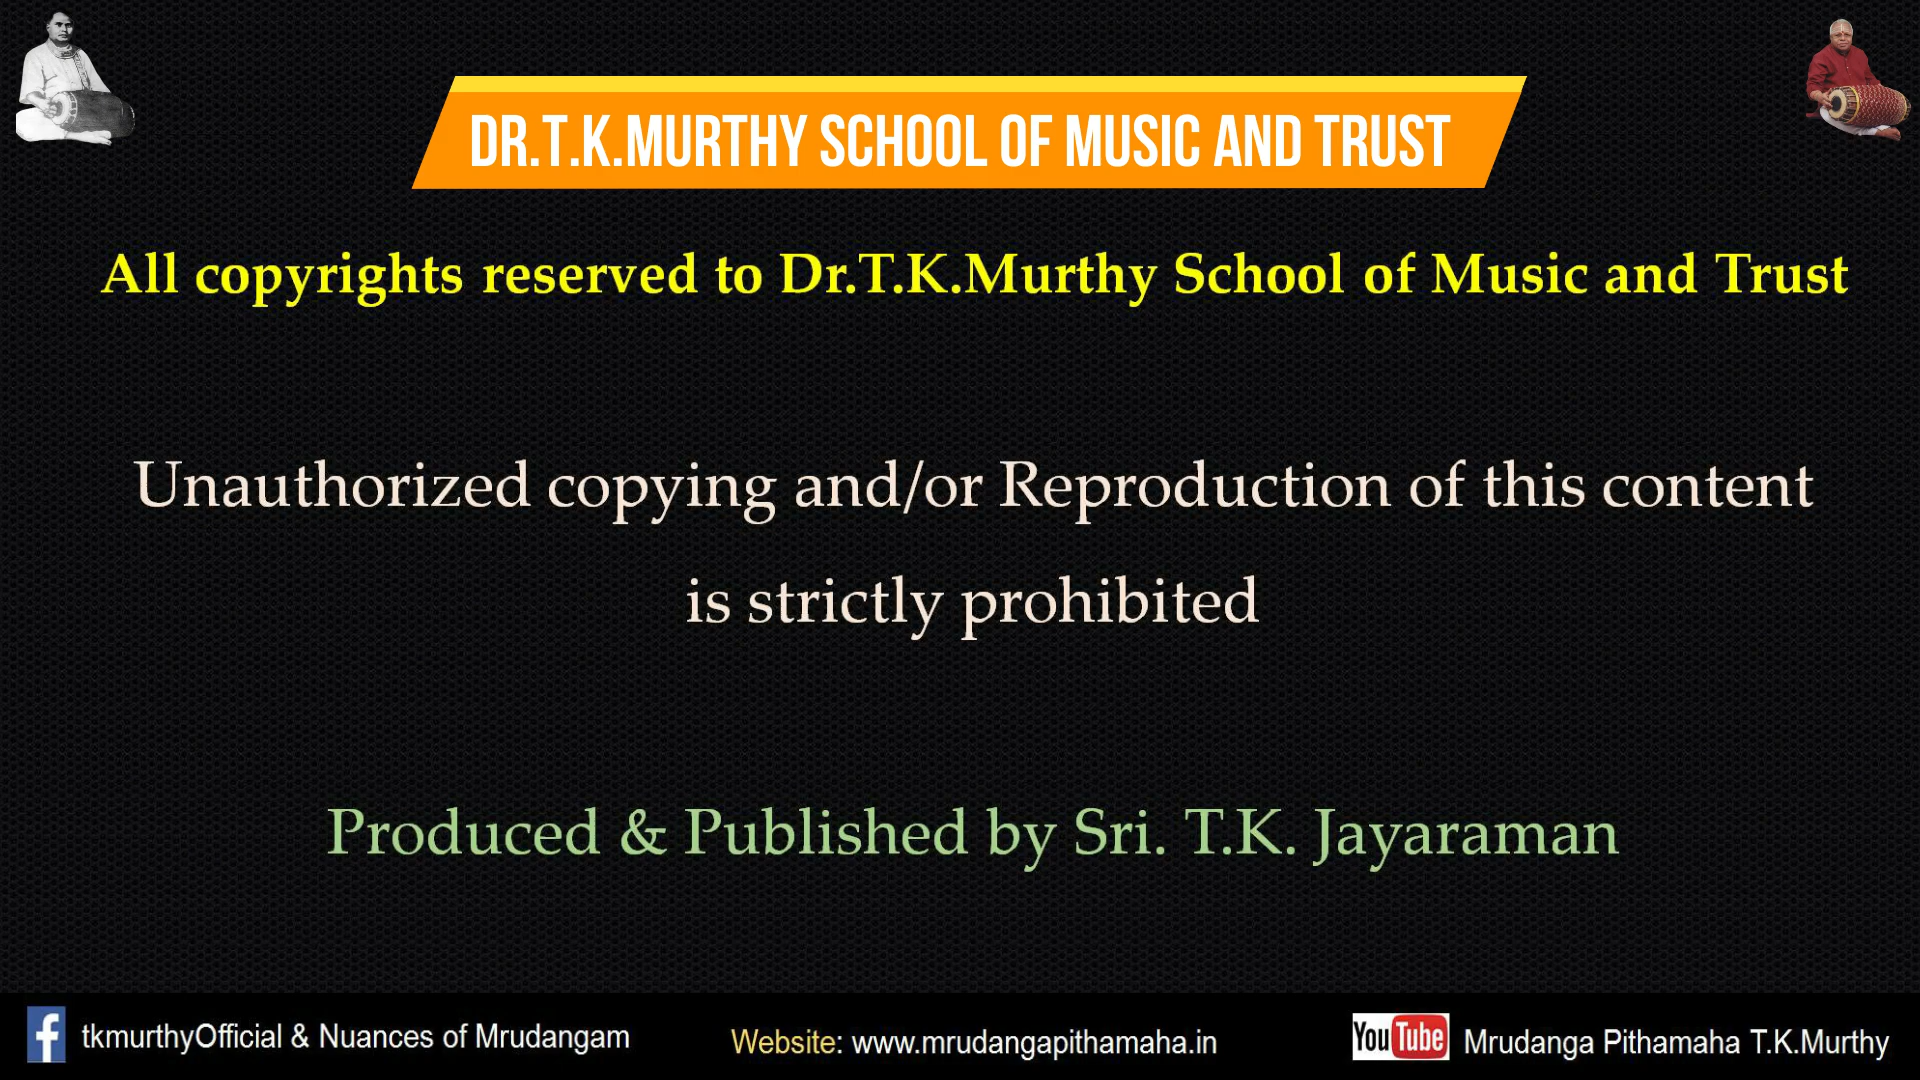 DR.T.K.MURTHY SCHOOL OF MUSIC AND TRUST
All copyrights reserved to Dr.T.K.Murthy School of Music and Trust
Unauthorized copying and/or Reproduction of this content
is strictly prohibited
Produced & Published by Sri. T.K. Jayaraman
tkmurthyOfficial & Nuances of Mrudangam
Website: www.mrudangapithamaha.in
YouTube Mrudanga Pithamaha T.K.Murthy